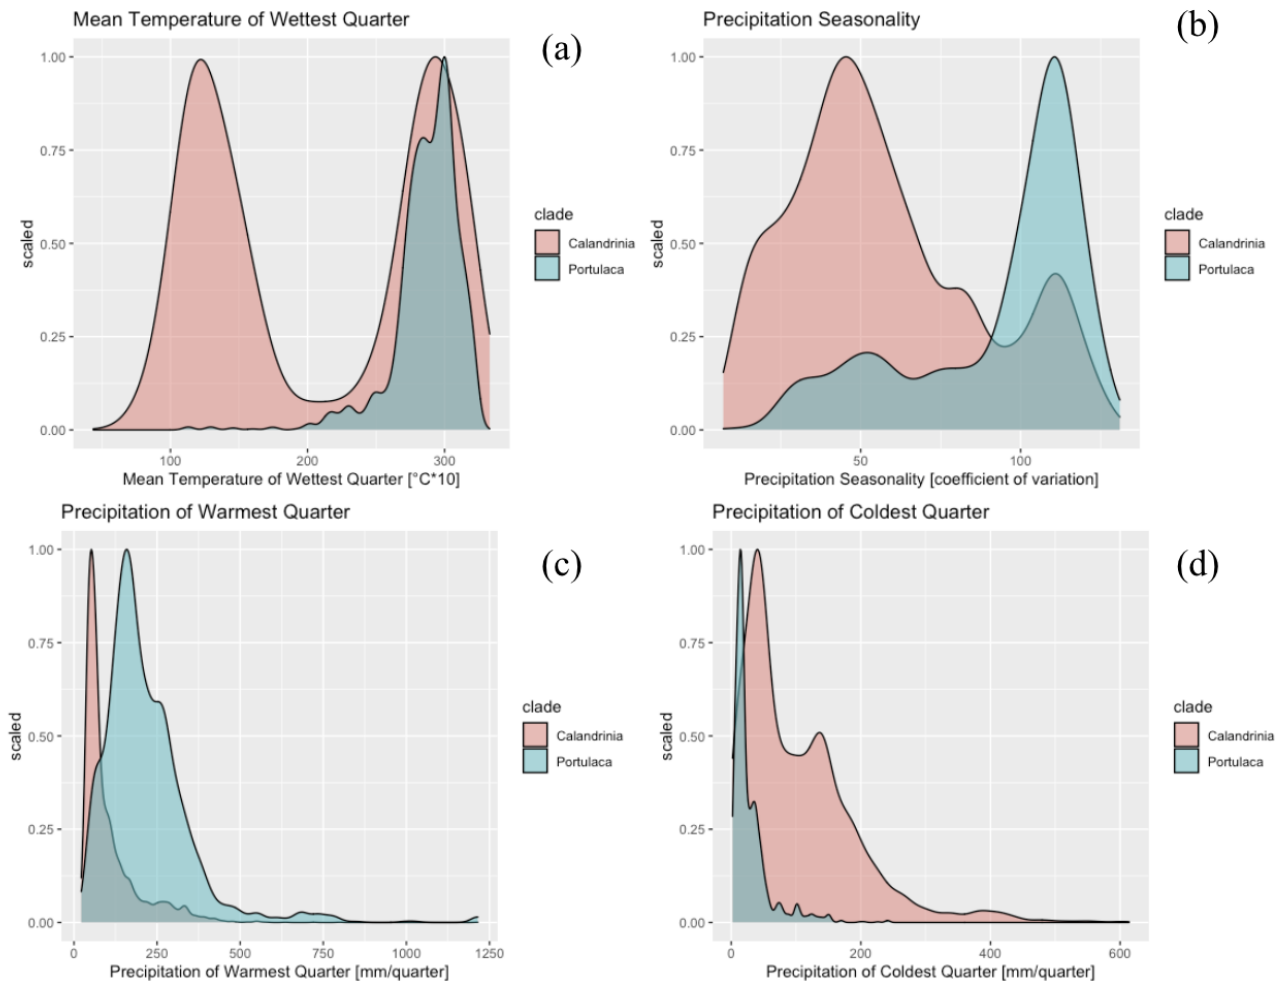 Mean Temperature of Wettest Quarter
(a)
1.00
0.75
0.50
0.25
0.00
scaled
100
200
300
Mean Temperature of Wettest Quarter [°C*10]
clade
Calandrinia
Portulaca
Precipitation Seasonality
(b)
1.00
0.75
0.50
0.25
0.00
scaled
50
100
Precipitation Seasonality [coefficient of variation]
clade
Calandrinia
Portulaca
Precipitation of Warmest Quarter
(c)
1.00
0.75
0.50
0.25
0.00
scaled
0
250
500
750
1000
1250
Precipitation of Warmest Quarter [mm/quarter]
clade
Calandrinia
Portulaca
Precipitation of Coldest Quarter
(d)
1.00
0.75
0.50
0.25
0.00
scaled
0
200
400
600
Precipitation of Coldest Quarter [mm/quarter]
clade
Calandrinia
Portulaca